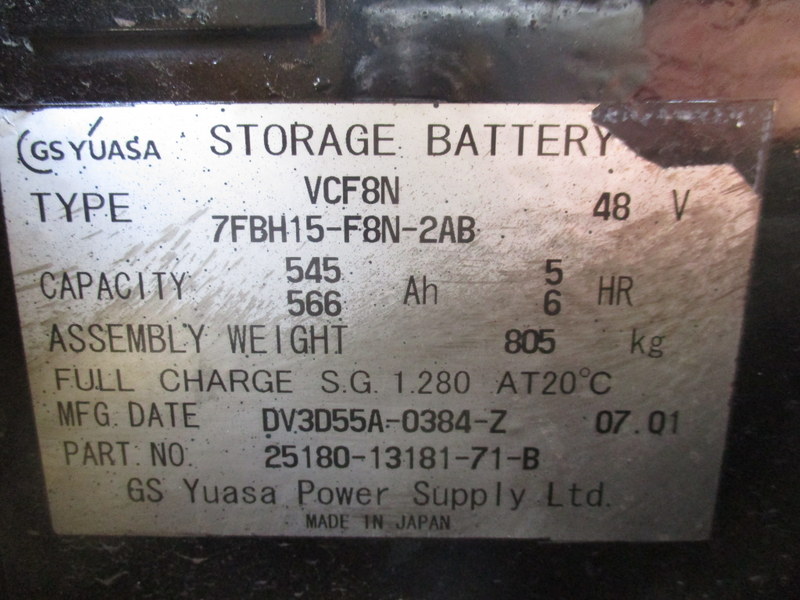 GS YUASA STORAGE BATTERY
TYPE VCF8N 48 V
7FBH15-F8N-2AB
CAPACITY 545 Ah 5 HR
566 6
ASSEMBLY WEIGHT 805 kg
FULL CHARGE S.G. 1.280 AT20°C
MFG. DATE DV3D55A-0384-Z 07.01
PART. NO. 25180-13181-71-B
GS Yuasa Power Supply Ltd.
MADE IN JAPAN